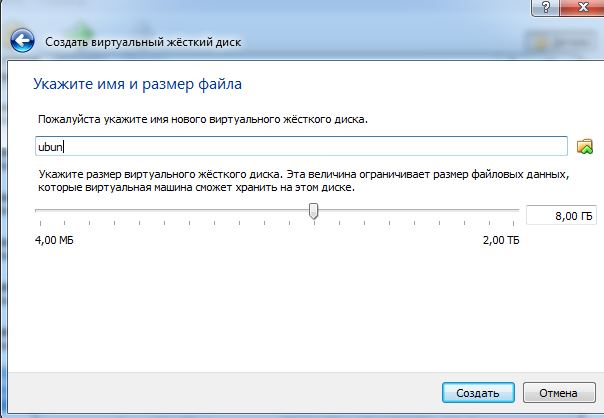 ?
Создать виртуальный жёсткий диск
Укажите имя и размер файла
Пожалуйста укажите имя нового виртуального жёсткого диска.
ubun
Укажите размер виртуального жёсткого диска. Эта величина ограничивает размер файловых данных,
которые виртуальная машина сможет хранить на этом диске.
8,00 ГБ
4,00 МБ 2,00 ТБ
Создать Отмена